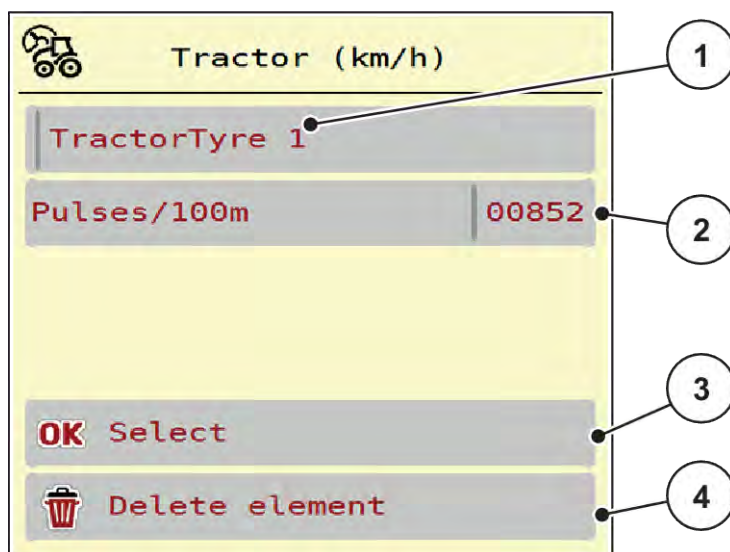 Tractor (km/h)
1
TractorTyre 1
Pulses/100m 00852
2
OK Select
3
Delete element
4